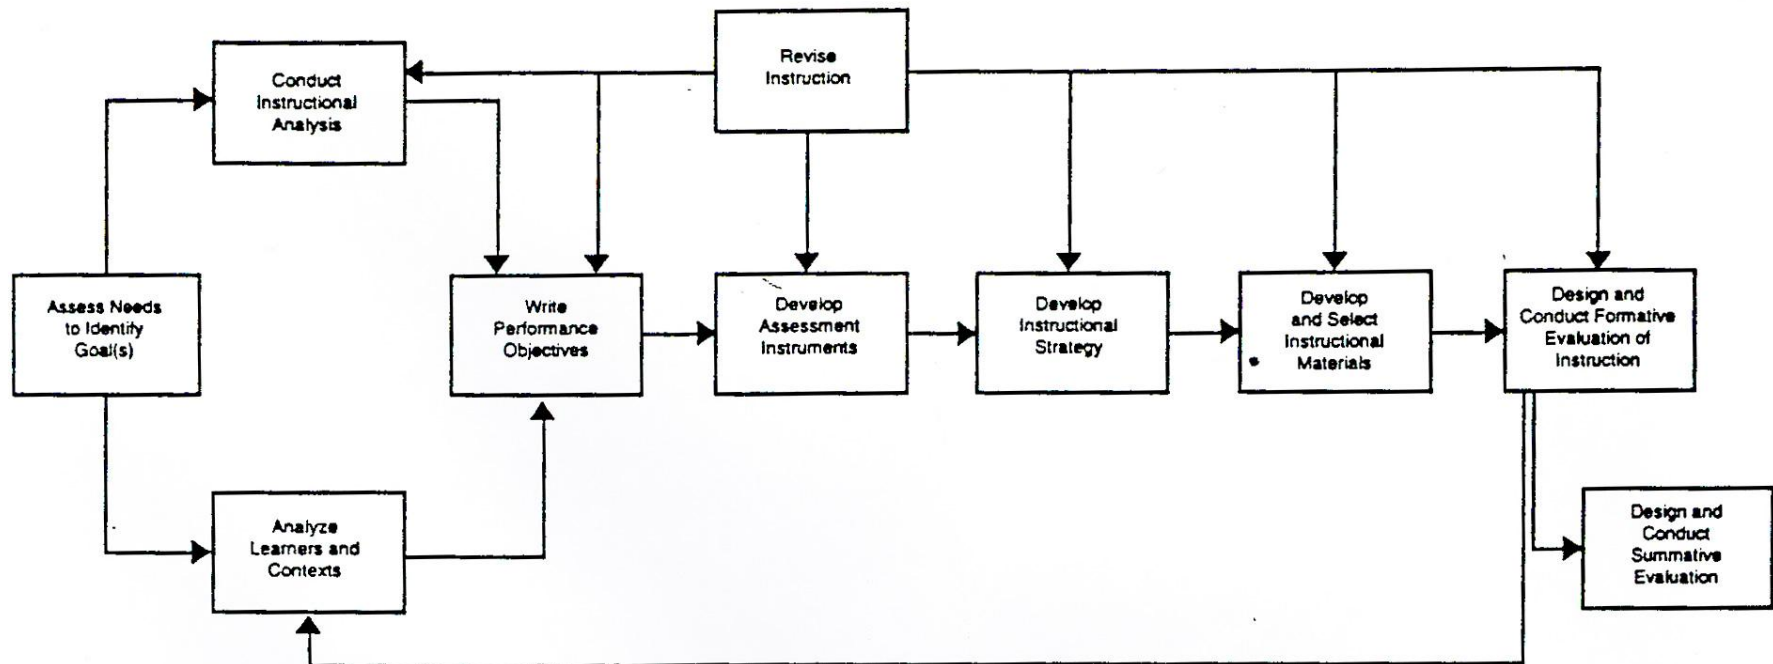 Revise
Instruction
Conduct
Instructional
Analysis
Assess Needs
to Identify
Goal(s)
Write
Performance
Objectives
Develop
Assessment
Instruments
Develop
Instructional
Strategy
Develop
and Select
Instructional
Materials
Design and
Conduct Formative
Evaluation of
Instruction
Analyze
Learners and
Contexts
Design and
Conduct
Summative
Evaluation